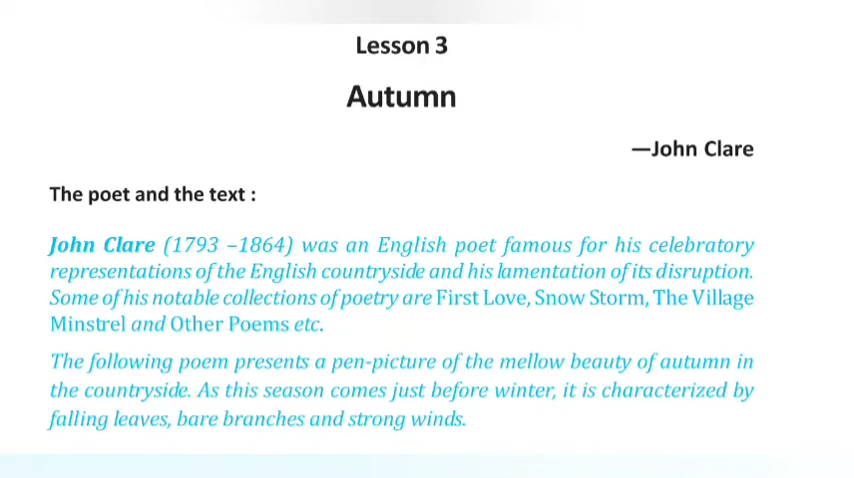 Lesson 3
Autumn
—John Clare
The poet and the text :
John Clare (1793 –1864) was an English poet famous for his celebratory
representations of the English countryside and his lamentation of its disruption.
Some of his notable collections of poetry are First Love, Snow Storm, The Village
Minstrel and Other Poems etc.
The following poem presents a pen-picture of the mellow beauty of autumn in
the countryside. As this season comes just before winter, it is characterized by
falling leaves, bare branches and strong winds.